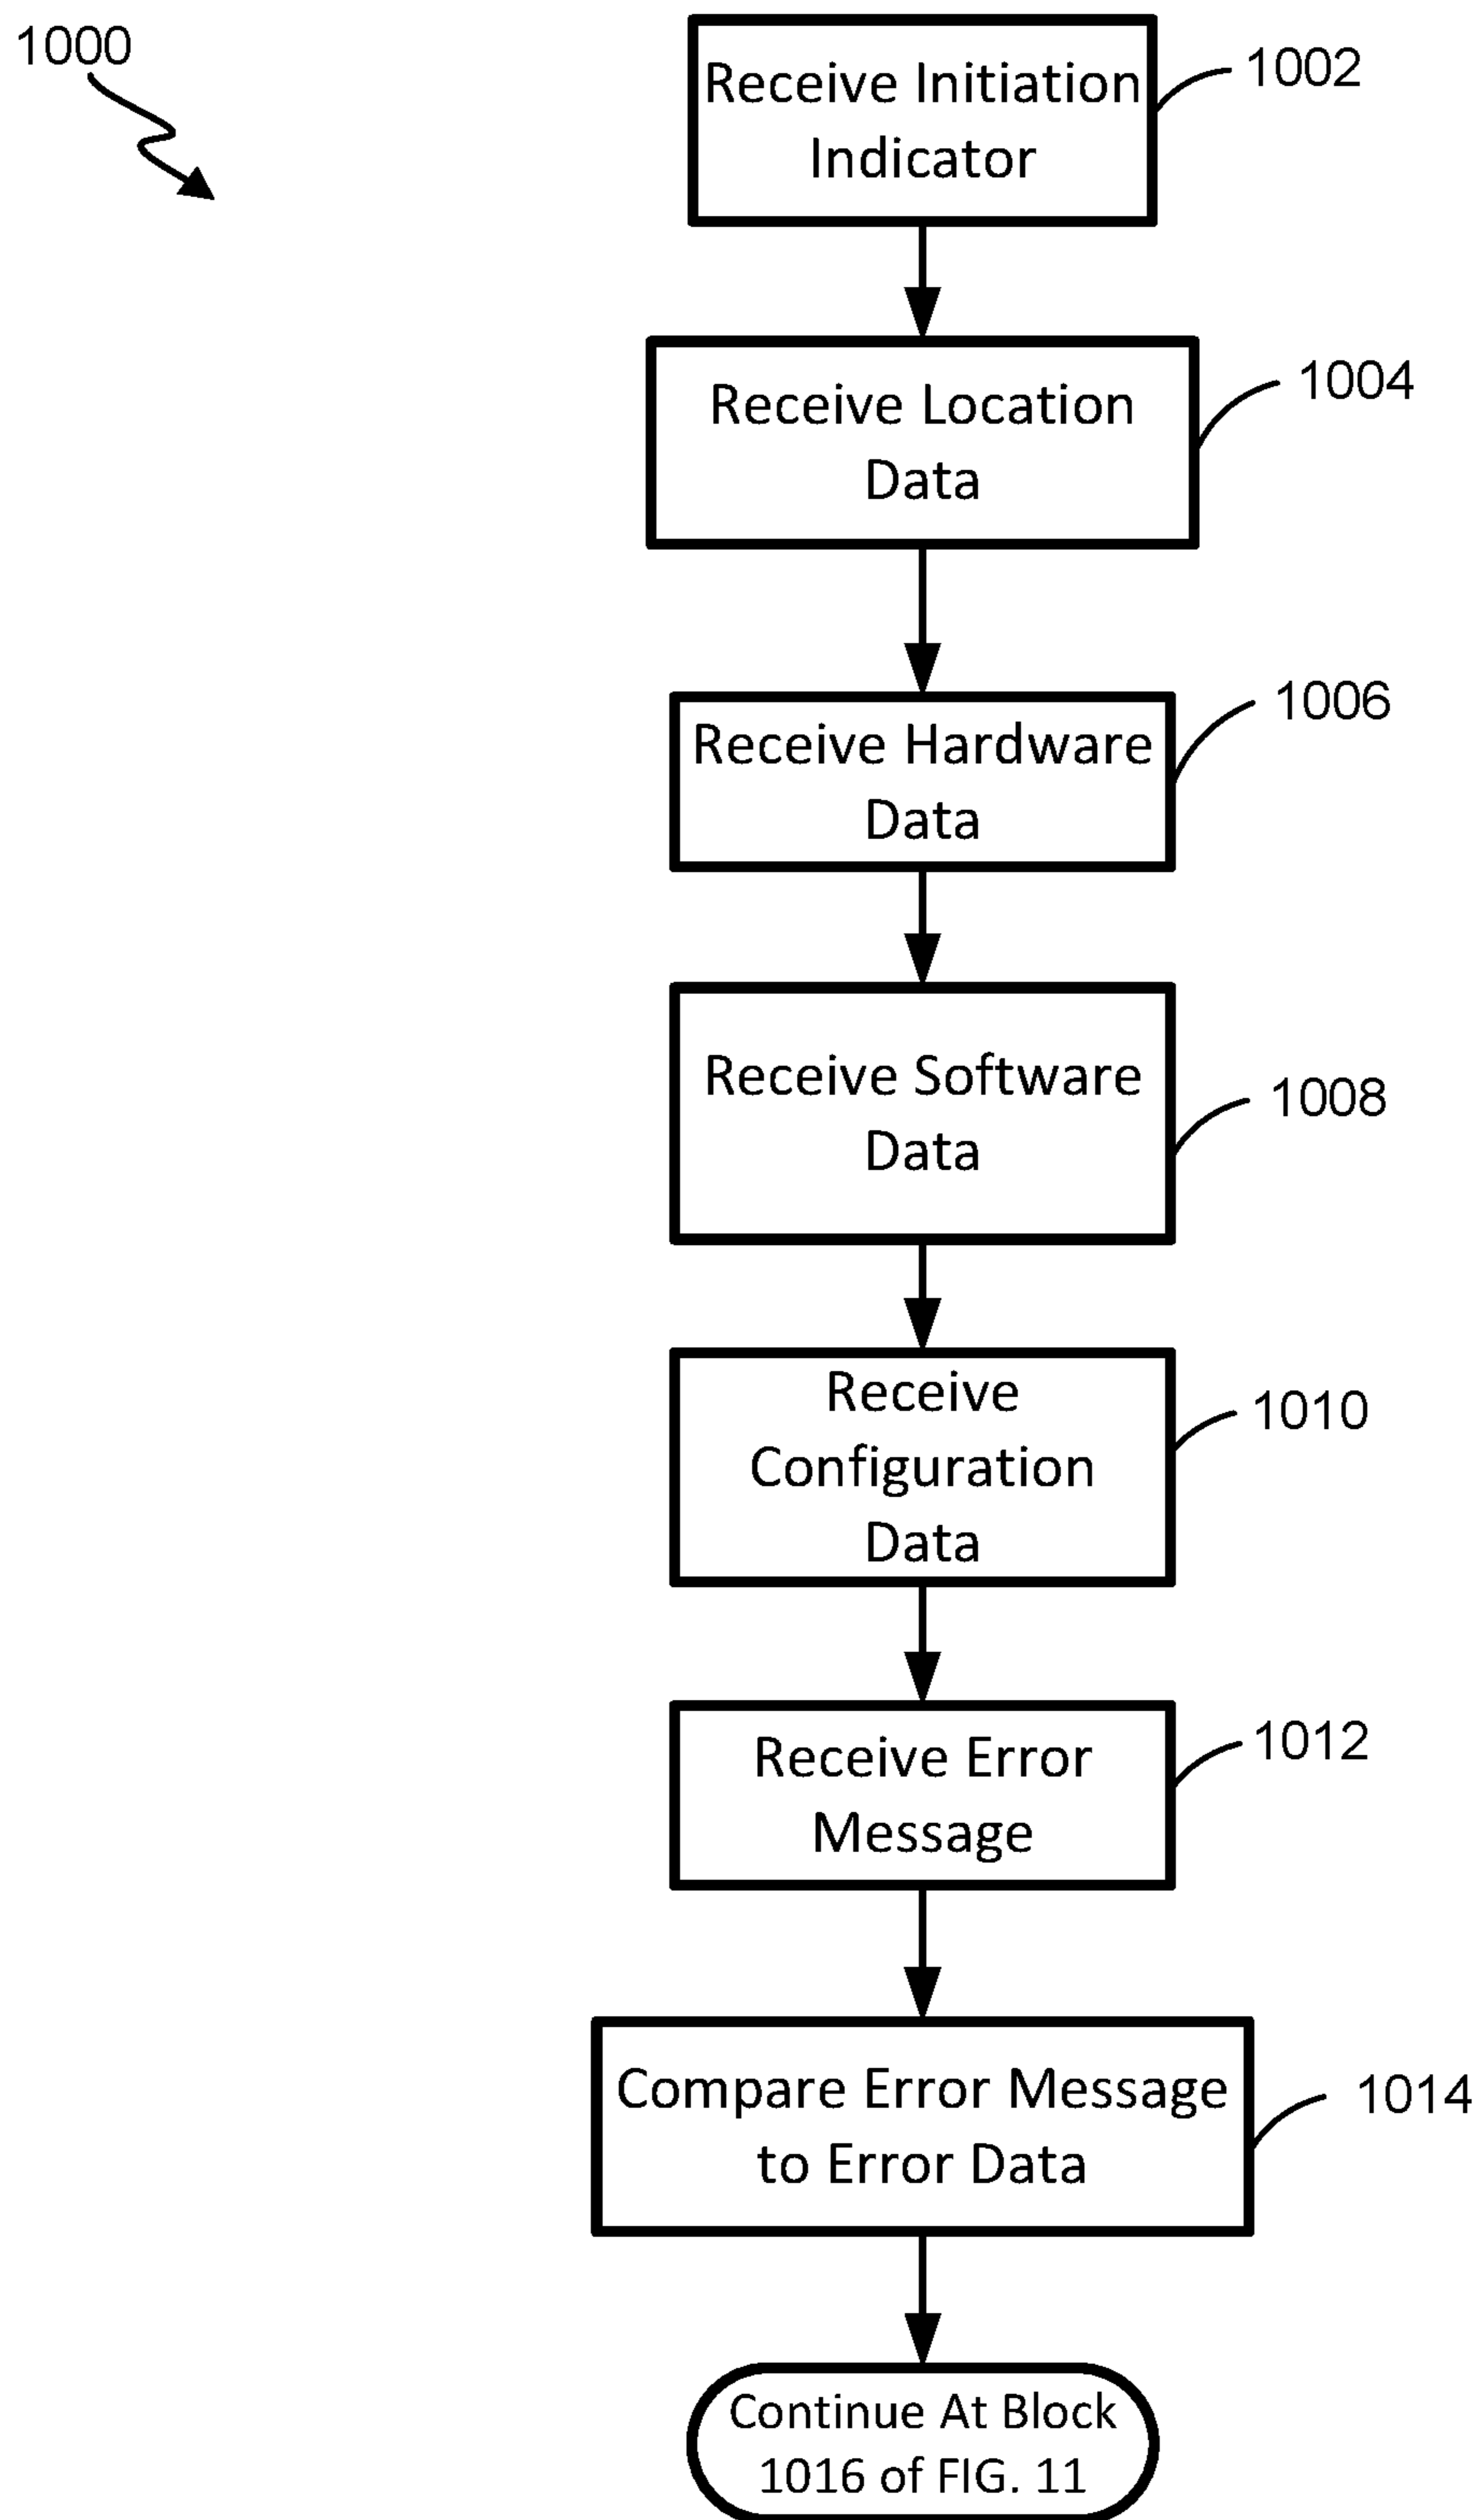 1000
Receive Initiation
Indicator
1002
Receive Location
Data
1004
Receive Hardware
Data
1006
Receive Software
Data
1008
Receive
Configuration
Data
1010
Receive Error
Message
1012
Compare Error Message
to Error Data
1014
Continue At Block
1016 of FIG. 11